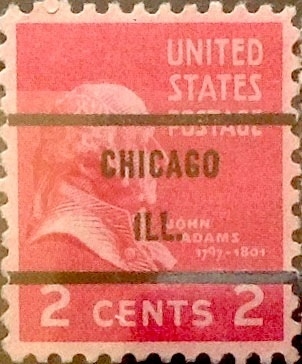 UNITED
STATES
POSTAGE
CHICAGO
ILL.
JOHN
ADAMS
1797-1801
2 CENTS 2